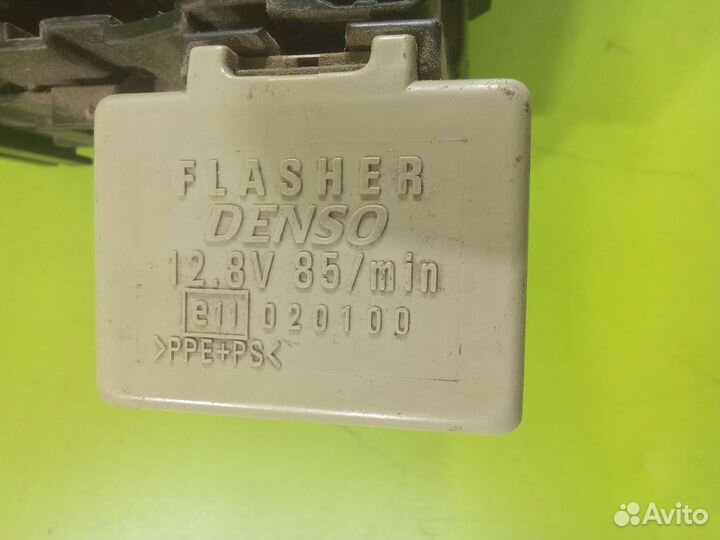 FLASHER
DENSO
12.8V 85/min
e11 020100
>PPE+PS<
Avito